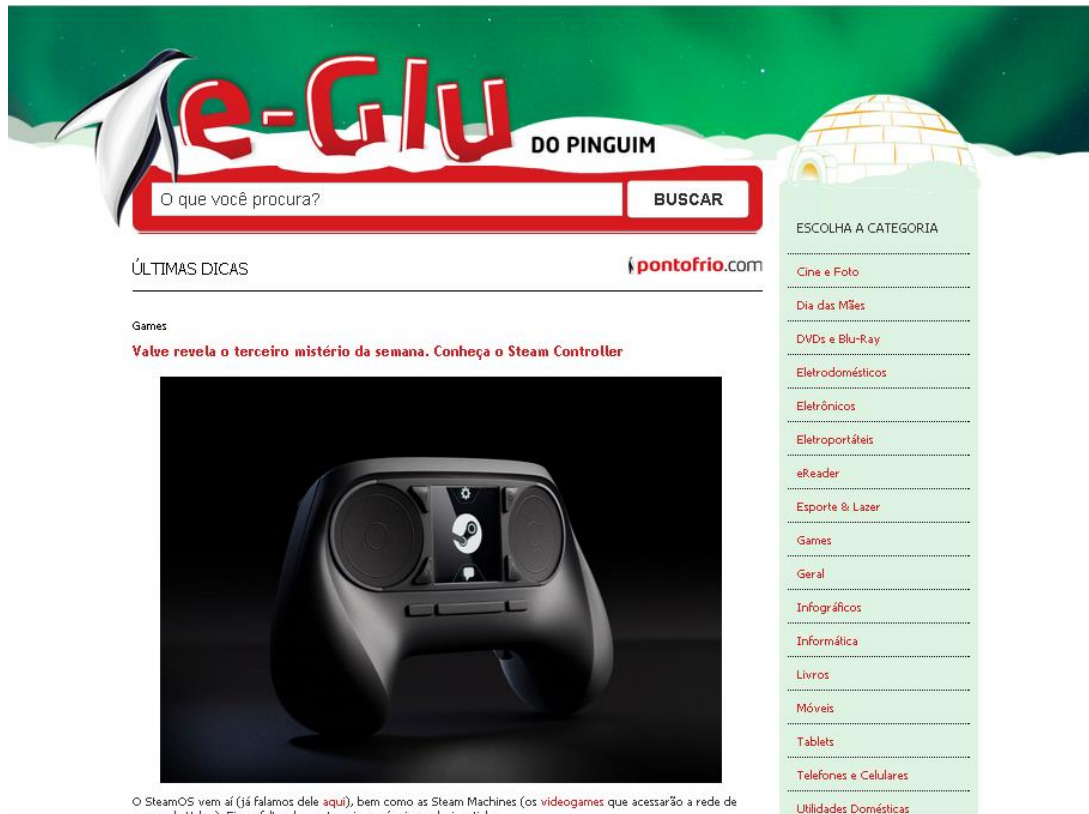 e-Glu
DO PINGUIM
O que você procura?
BUSCAR
ÚLTIMAS DICAS
pontofrio.com
Games
Valve revela o terceiro mistério da semana. Conheça o Steam Controller
O SteamOS vem aí (já falamos dele aqui), bem como as Steam Machines (os videogames que acessarão a rede de
ESCOLHA A CATEGORIA
Cine e Foto
Dia das Mães
DVDs e Blu-Ray
Eletrodomésticos
Eletrônicos
Eletroportáteis
eReader
Esporte & Lazer
Games
Geral
Infográficos
Informática
Livros
Móveis
Tablets
Telefones e Celulares
Utilidades Domésticas